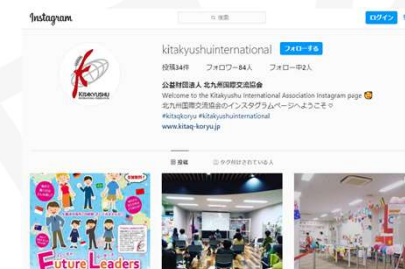 Instagram
検索
ログイン
KITAKYUSHU
kitakyushuinternational
フォローする
投稿34件 フォロワー84人 フォロー中2人
公益財団法人 北九州国際交流協会
Welcome to the Kitakyushu International Association Instagram page
北九州国際交流協会のインスタグラムページへようこそ♡
#kitaqkoryu #kitakyushuinternational
www.kitaq-koryu.jp
投稿
タグ付けされている人
Future Leaders